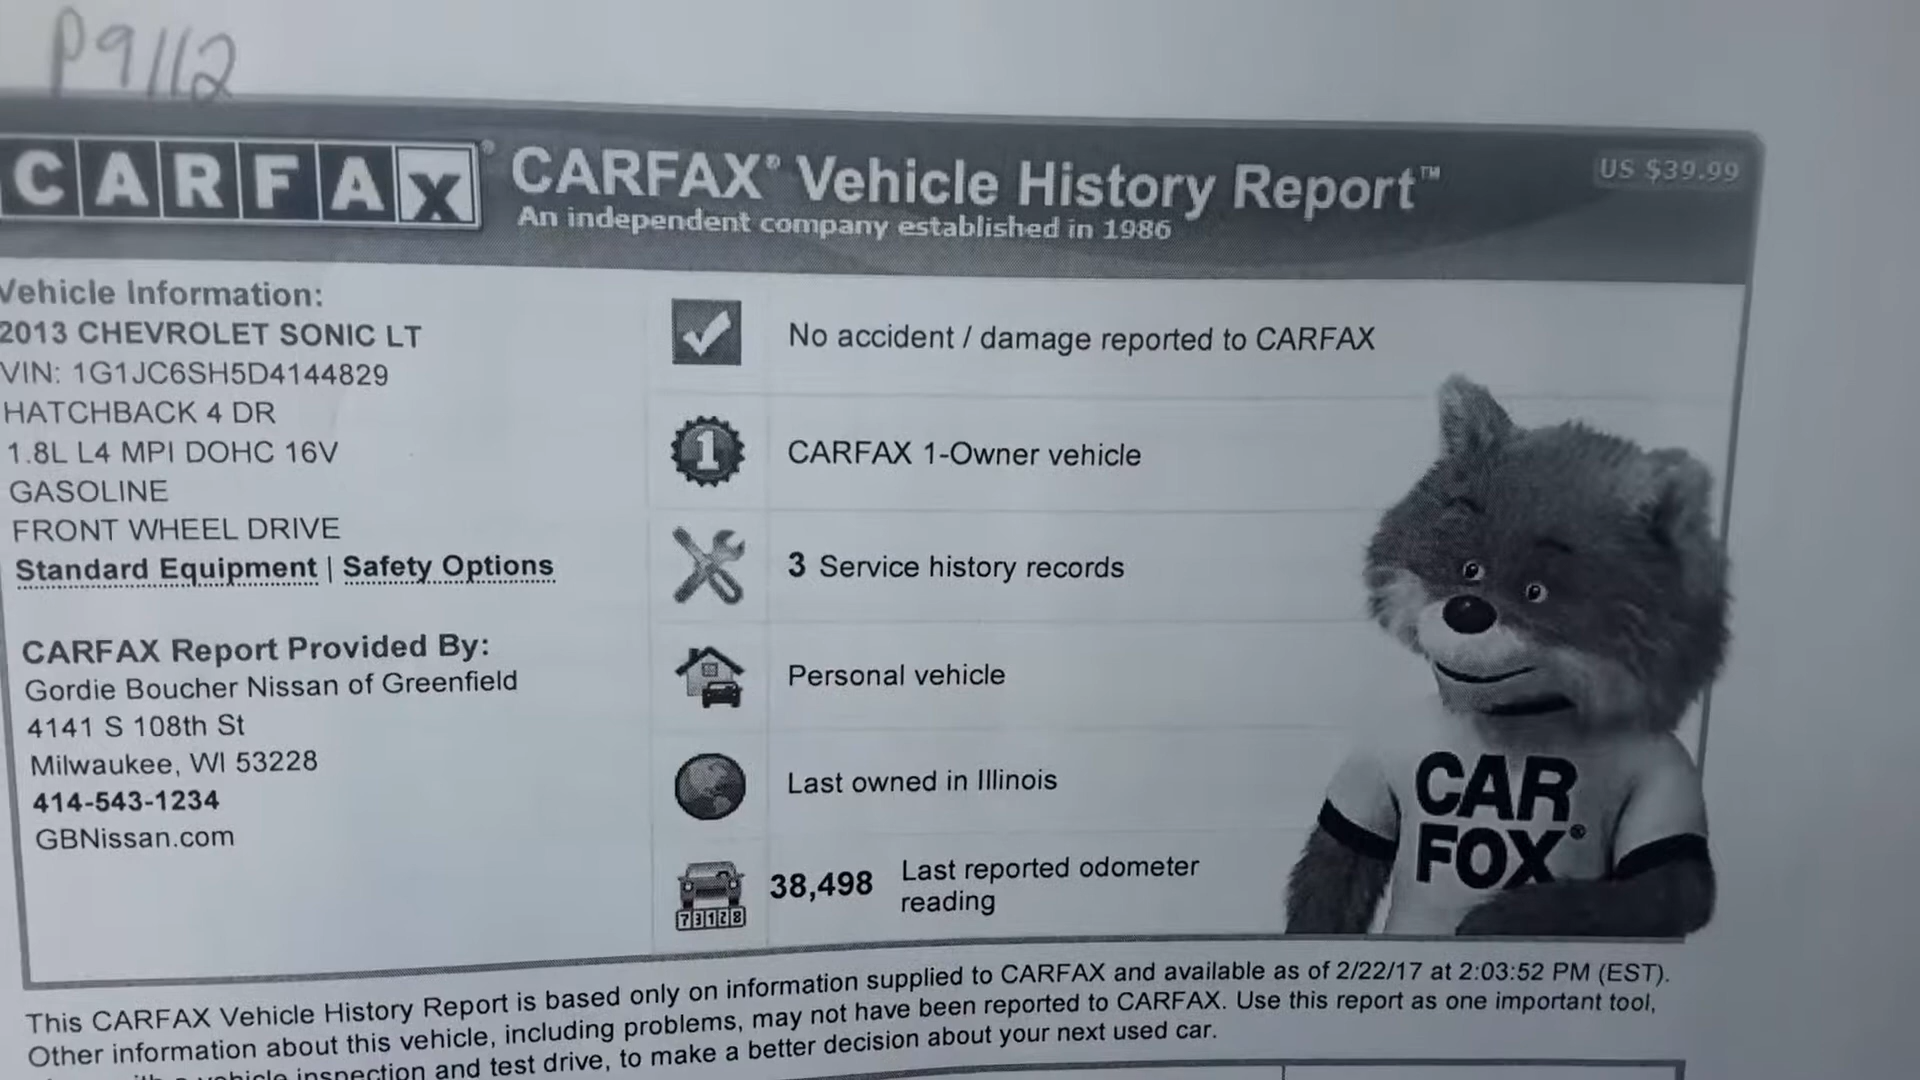 P9112
CARFAX® CARFAX® Vehicle History Report™
US $39.99
An independent company established in 1986
Vehicle Information:
2013 CHEVROLET SONIC LT
VIN: 1G1JC6SH5D4144829
HATCHBACK 4 DR
1.8L L4 MPI DOHC 16V
GASOLINE
FRONT WHEEL DRIVE
Standard Equipment | Safety Options
CARFAX Report Provided By:
Gordie Boucher Nissan of Greenfield
4141 S 108th St
Milwaukee, WI 53228
414-543-1234
GBNissan.com
No accident / damage reported to CARFAX
1
CARFAX 1-Owner vehicle
3 Service history records
Personal vehicle
Last owned in Illinois
38,498 Last reported odometer
reading
73128
CAR
FOX®
This CARFAX Vehicle History Report is based only on information supplied to CARFAX and available as of 2/22/17 at 2:03:52 PM (EST).
Other information about this vehicle, including problems, may not have been reported to CARFAX. Use this report as one important tool,
vehicle inspection and test drive, to make a better decision about your next used car.